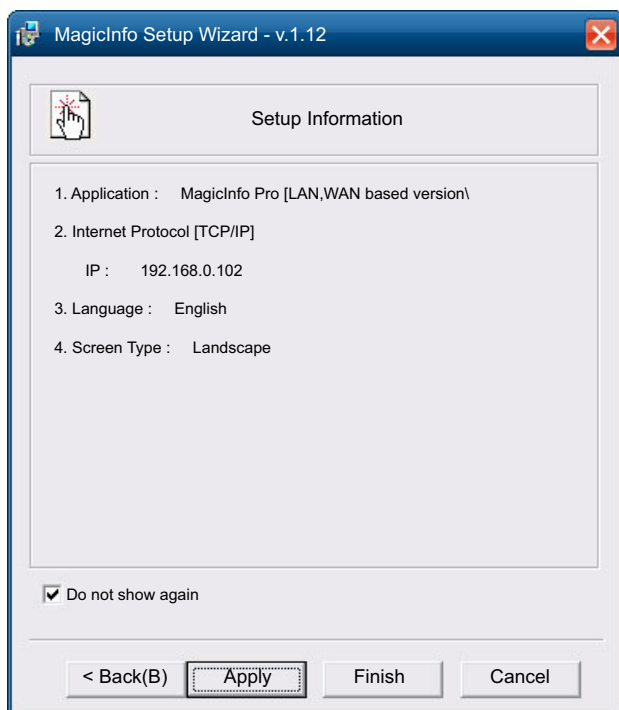 MagicInfo Setup Wizard - v.1.12
Setup Information
1. Application : MagicInfo Pro [LAN,WAN based version\
2. Internet Protocol [TCP/IP]
IP : 192.168.0.102
3. Language : English
4. Screen Type : Landscape
Do not show again
< Back(B) Apply Finish Cancel